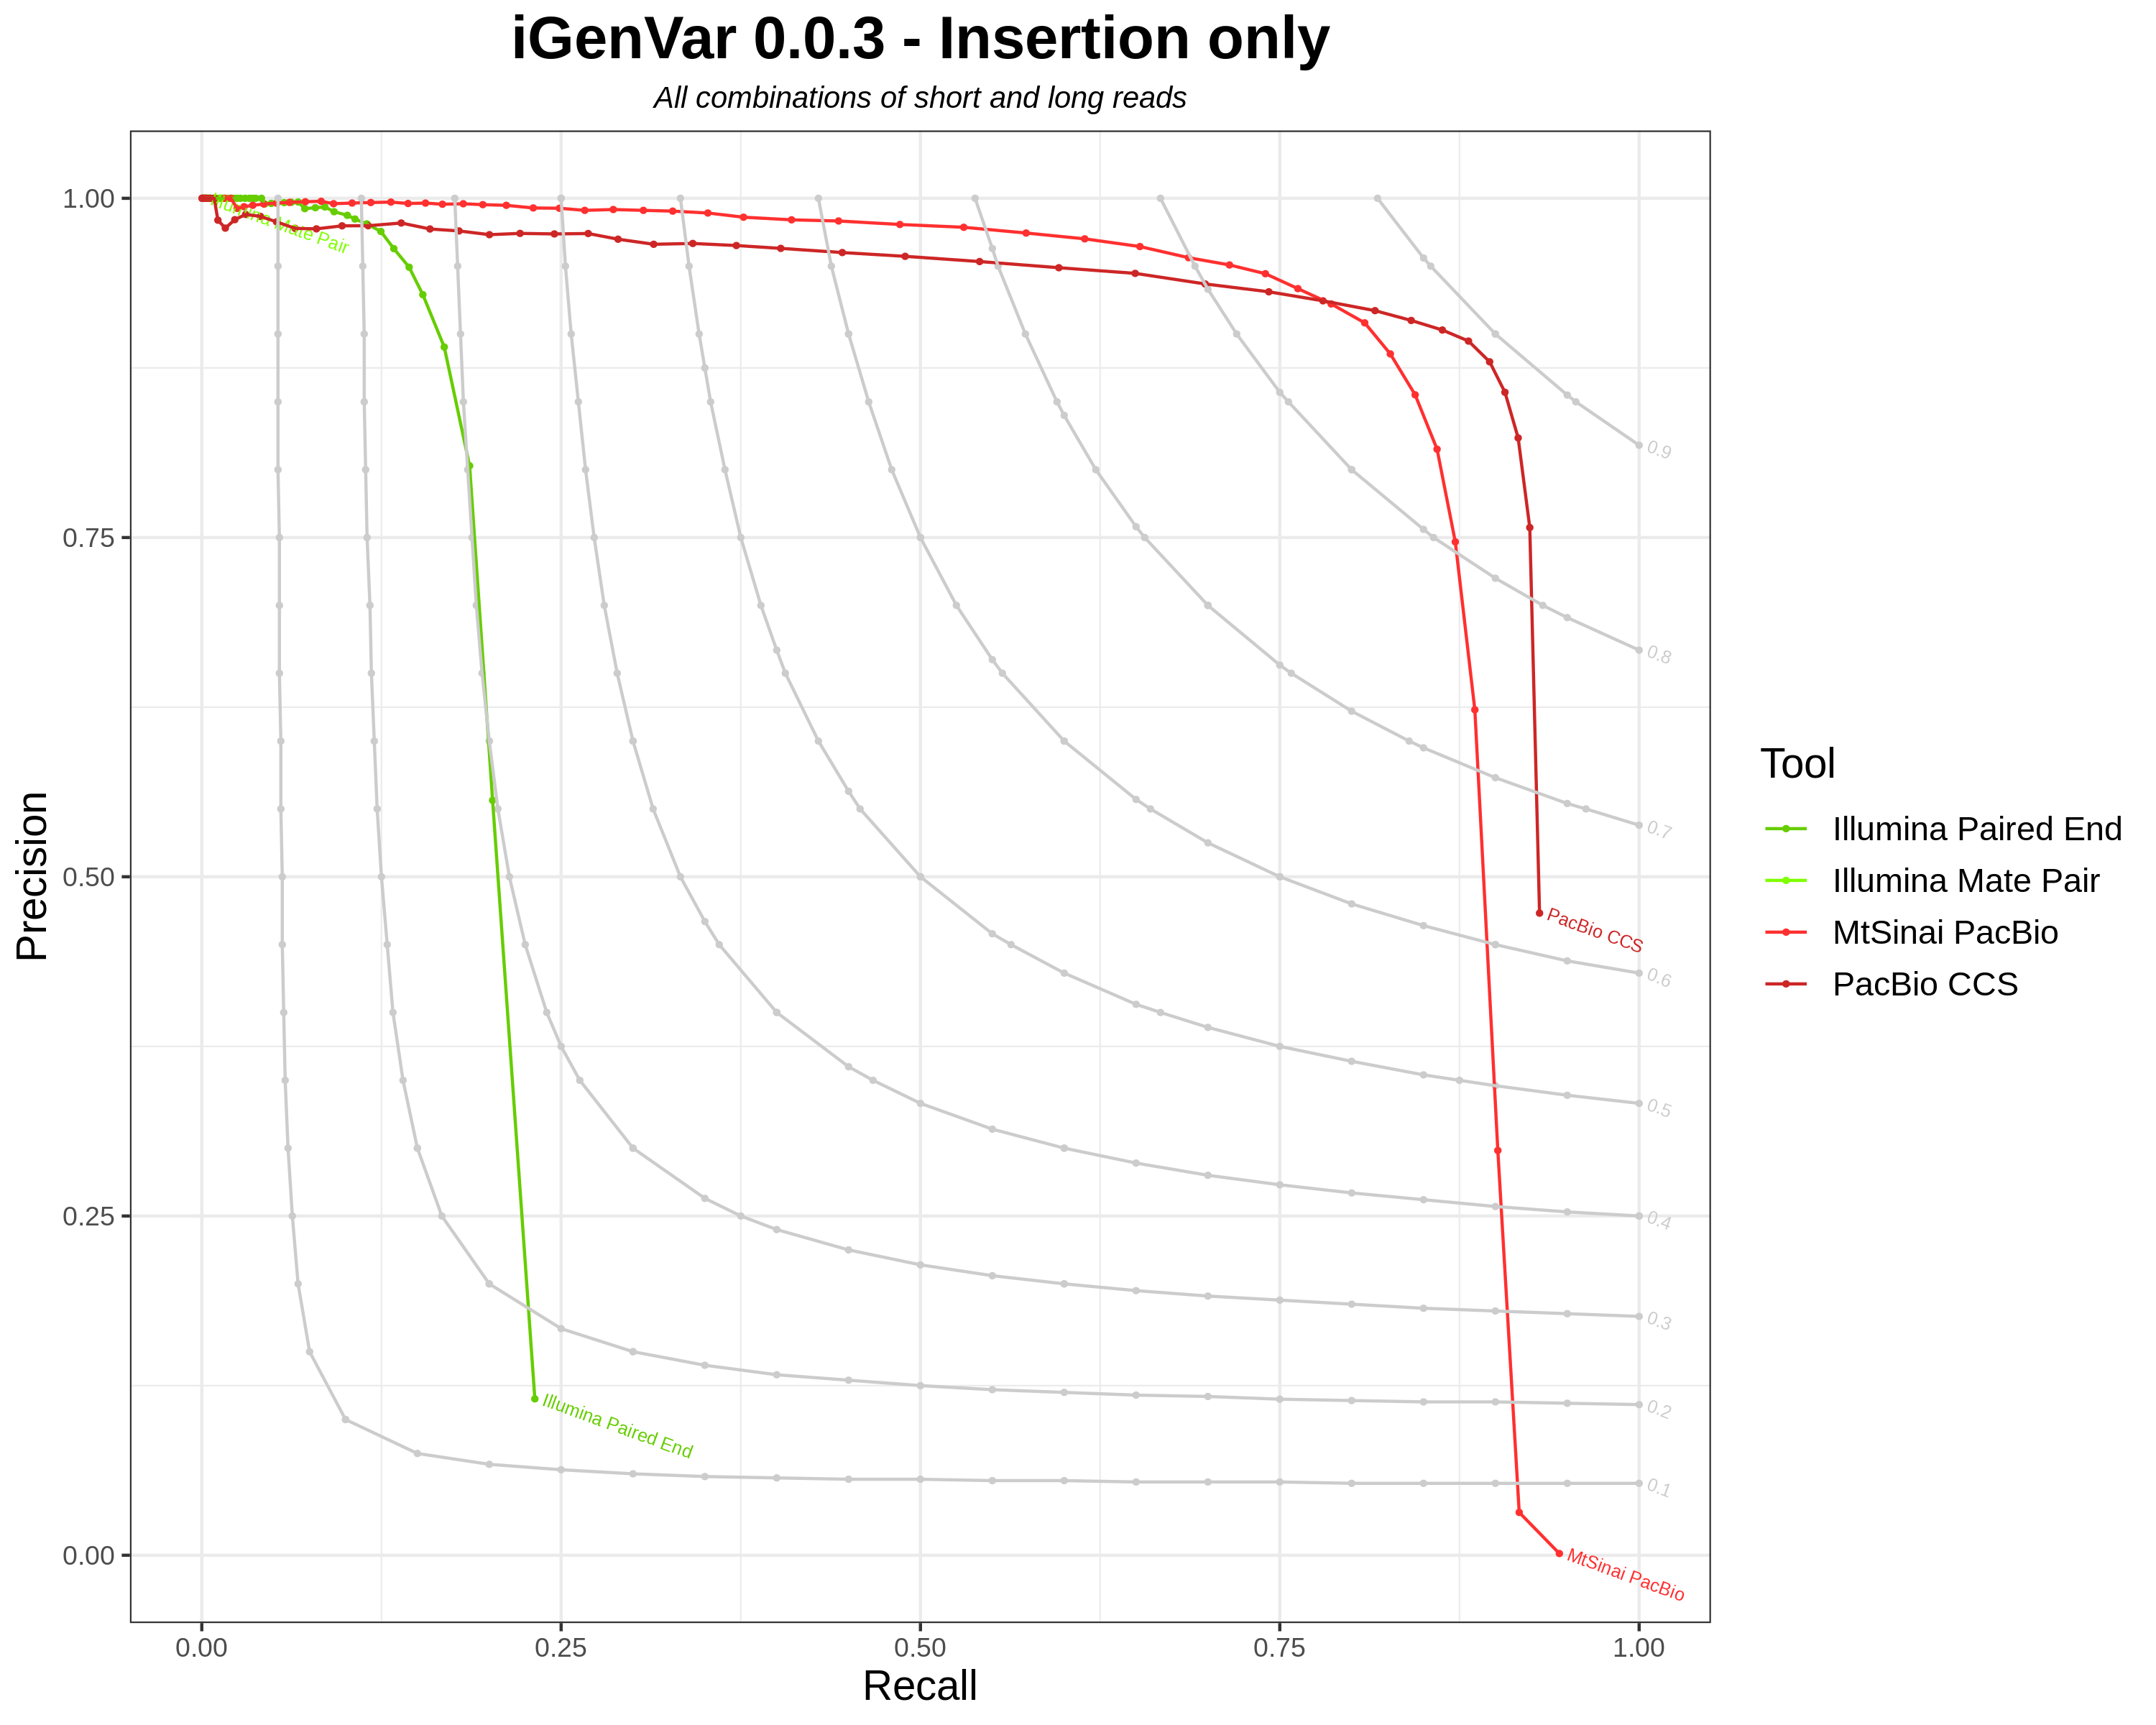 iGenVar 0.0.3 - Insertion only
All combinations of short and long reads
Precision
1.00
0.75
0.50
0.25
0.00
Illumina Mate Pair
0.9
0.8
0.7
PacBio CCS
0.6
0.5
0.4
0.3
0.2
Illumina Paired End
0.1
MtSinai PacBio
0.00
0.25
0.50
0.75
1.00
Recall
Tool
Illumina Paired End
Illumina Mate Pair
MtSinai PacBio
PacBio CCS